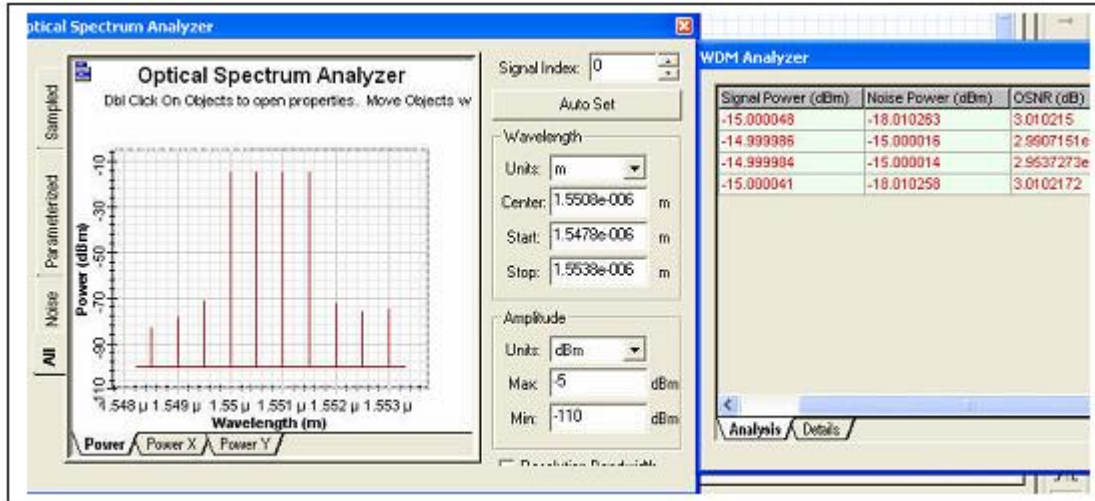 ptical Spectrum Analyzer
Optical Spectrum Analyzer
Dbl Click On Objects to open properties. Move Objects w
Sampled
Parameterized
Noise
All
Power (dBm)
-10
-30
-50
-70
-90
-110
1.548 µ 1.549 µ 1.55 µ 1.551 µ 1.552 µ 1.553 µ
Wavelength (m)
Power
Power X
Power Y
Signal Index: 0
Auto Set
Wavelength
Units: m
Center: 1.5508e-006 m
Start: 1.5478e-006 m
Stop: 1.5538e-006 m
Amplitude
Units: dBm
Max: -5 dBm
Min: -110 dBm
WDM Analyzer
Signal Power (dBm) Noise Power (dBm) OSNR (dB)
-15.000048 -18.010263 3.010215
-14.999986 -15.000016 2.9907151e
-14.999984 -15.000014 2.9537273e
-15.000041 -18.010258 3.0102172
Analysis
Details